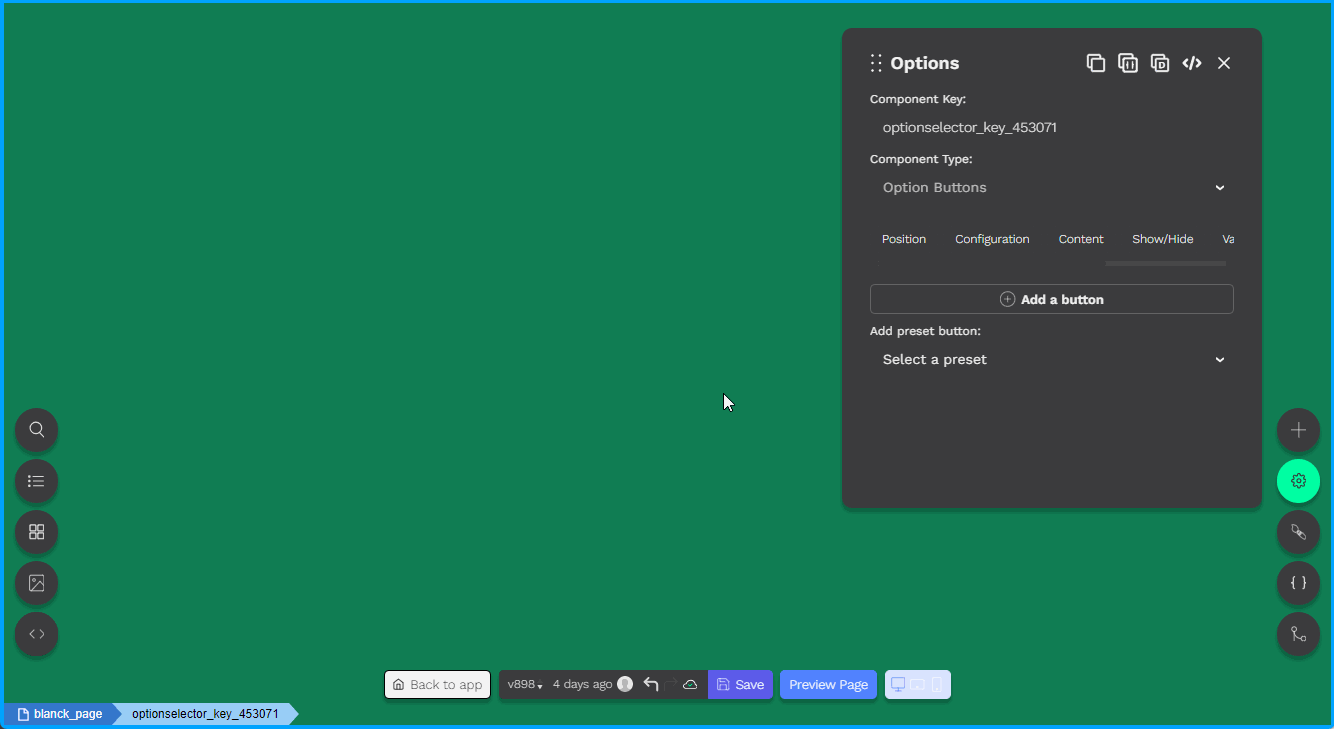 Options
Component Key:
optionselector_key_453071
Component Type:
Option Buttons
Position Configuration Content Show/Hide Va
Add a button
Add preset button:
Select a preset
Back to app v898 4 days ago Save Preview Page
blanck_page optionselector_key_453071